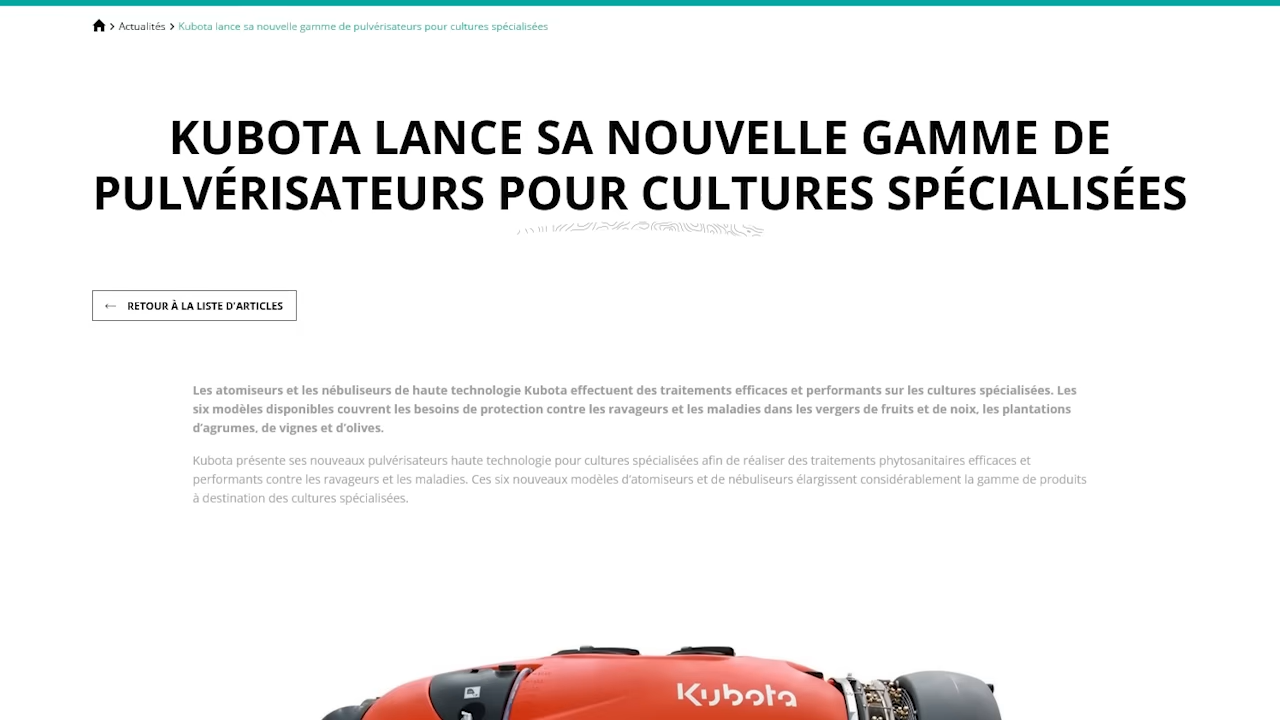 Actualités Kubota lance sa nouvelle gamme de pulvérisateurs pour cultures spécialisées
KUBOTA LANCE SA NOUVELLE GAMME DE
PULVÉRISATEURS POUR CULTURES SPÉCIALISÉES
← RETOUR À LA LISTE D'ARTICLES
Les atomiseurs et les nébuliseurs de haute technologie Kubota effectuent des traitements efficaces et performants sur les cultures spécialisées. Les
six modèles disponibles couvrent les besoins de protection contre les ravageurs et les maladies dans les vergers de fruits et de noix, les plantations
d’agrumes, de vignes et d’olives.
Kubota présente ses nouveaux pulvérisateurs haute technologie pour cultures spécialisées afin de réaliser des traitements phytosanitaires efficaces et
performants contre les ravageurs et les maladies. Ces six nouveaux modèles d’atomiseurs et de nébuliseurs élargissent considérablement la gamme de produits
à destination des cultures spécialisées.
Kubota